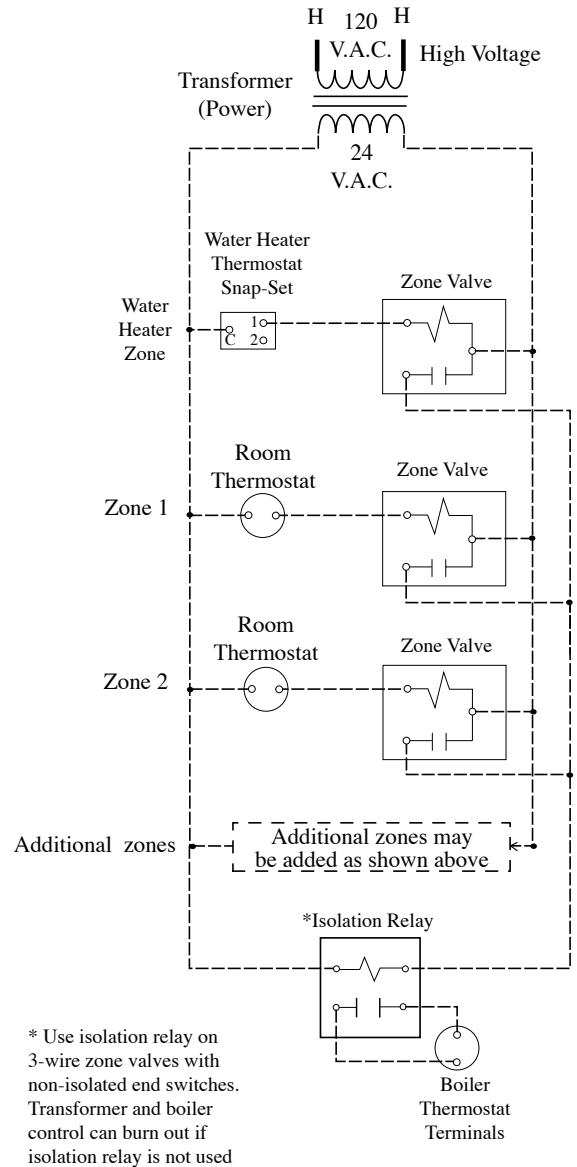 H 120 H
V.A.C. High Voltage
Transformer
(Power)
24
V.A.C.
Water Heater
Thermostat
Snap-Set
Zone Valve
Water
Heater
Zone
1
C 2
Room
Thermostat
Zone Valve
Zone 1
Room
Thermostat
Zone Valve
Zone 2
Additional zones
Additional zones may
be added as shown above
*Isolation Relay
* Use isolation relay on
3-wire zone valves with
non-isolated end switches.
Transformer and boiler
control can burn out if
isolation relay is not used
Boiler
Thermostat
Terminals